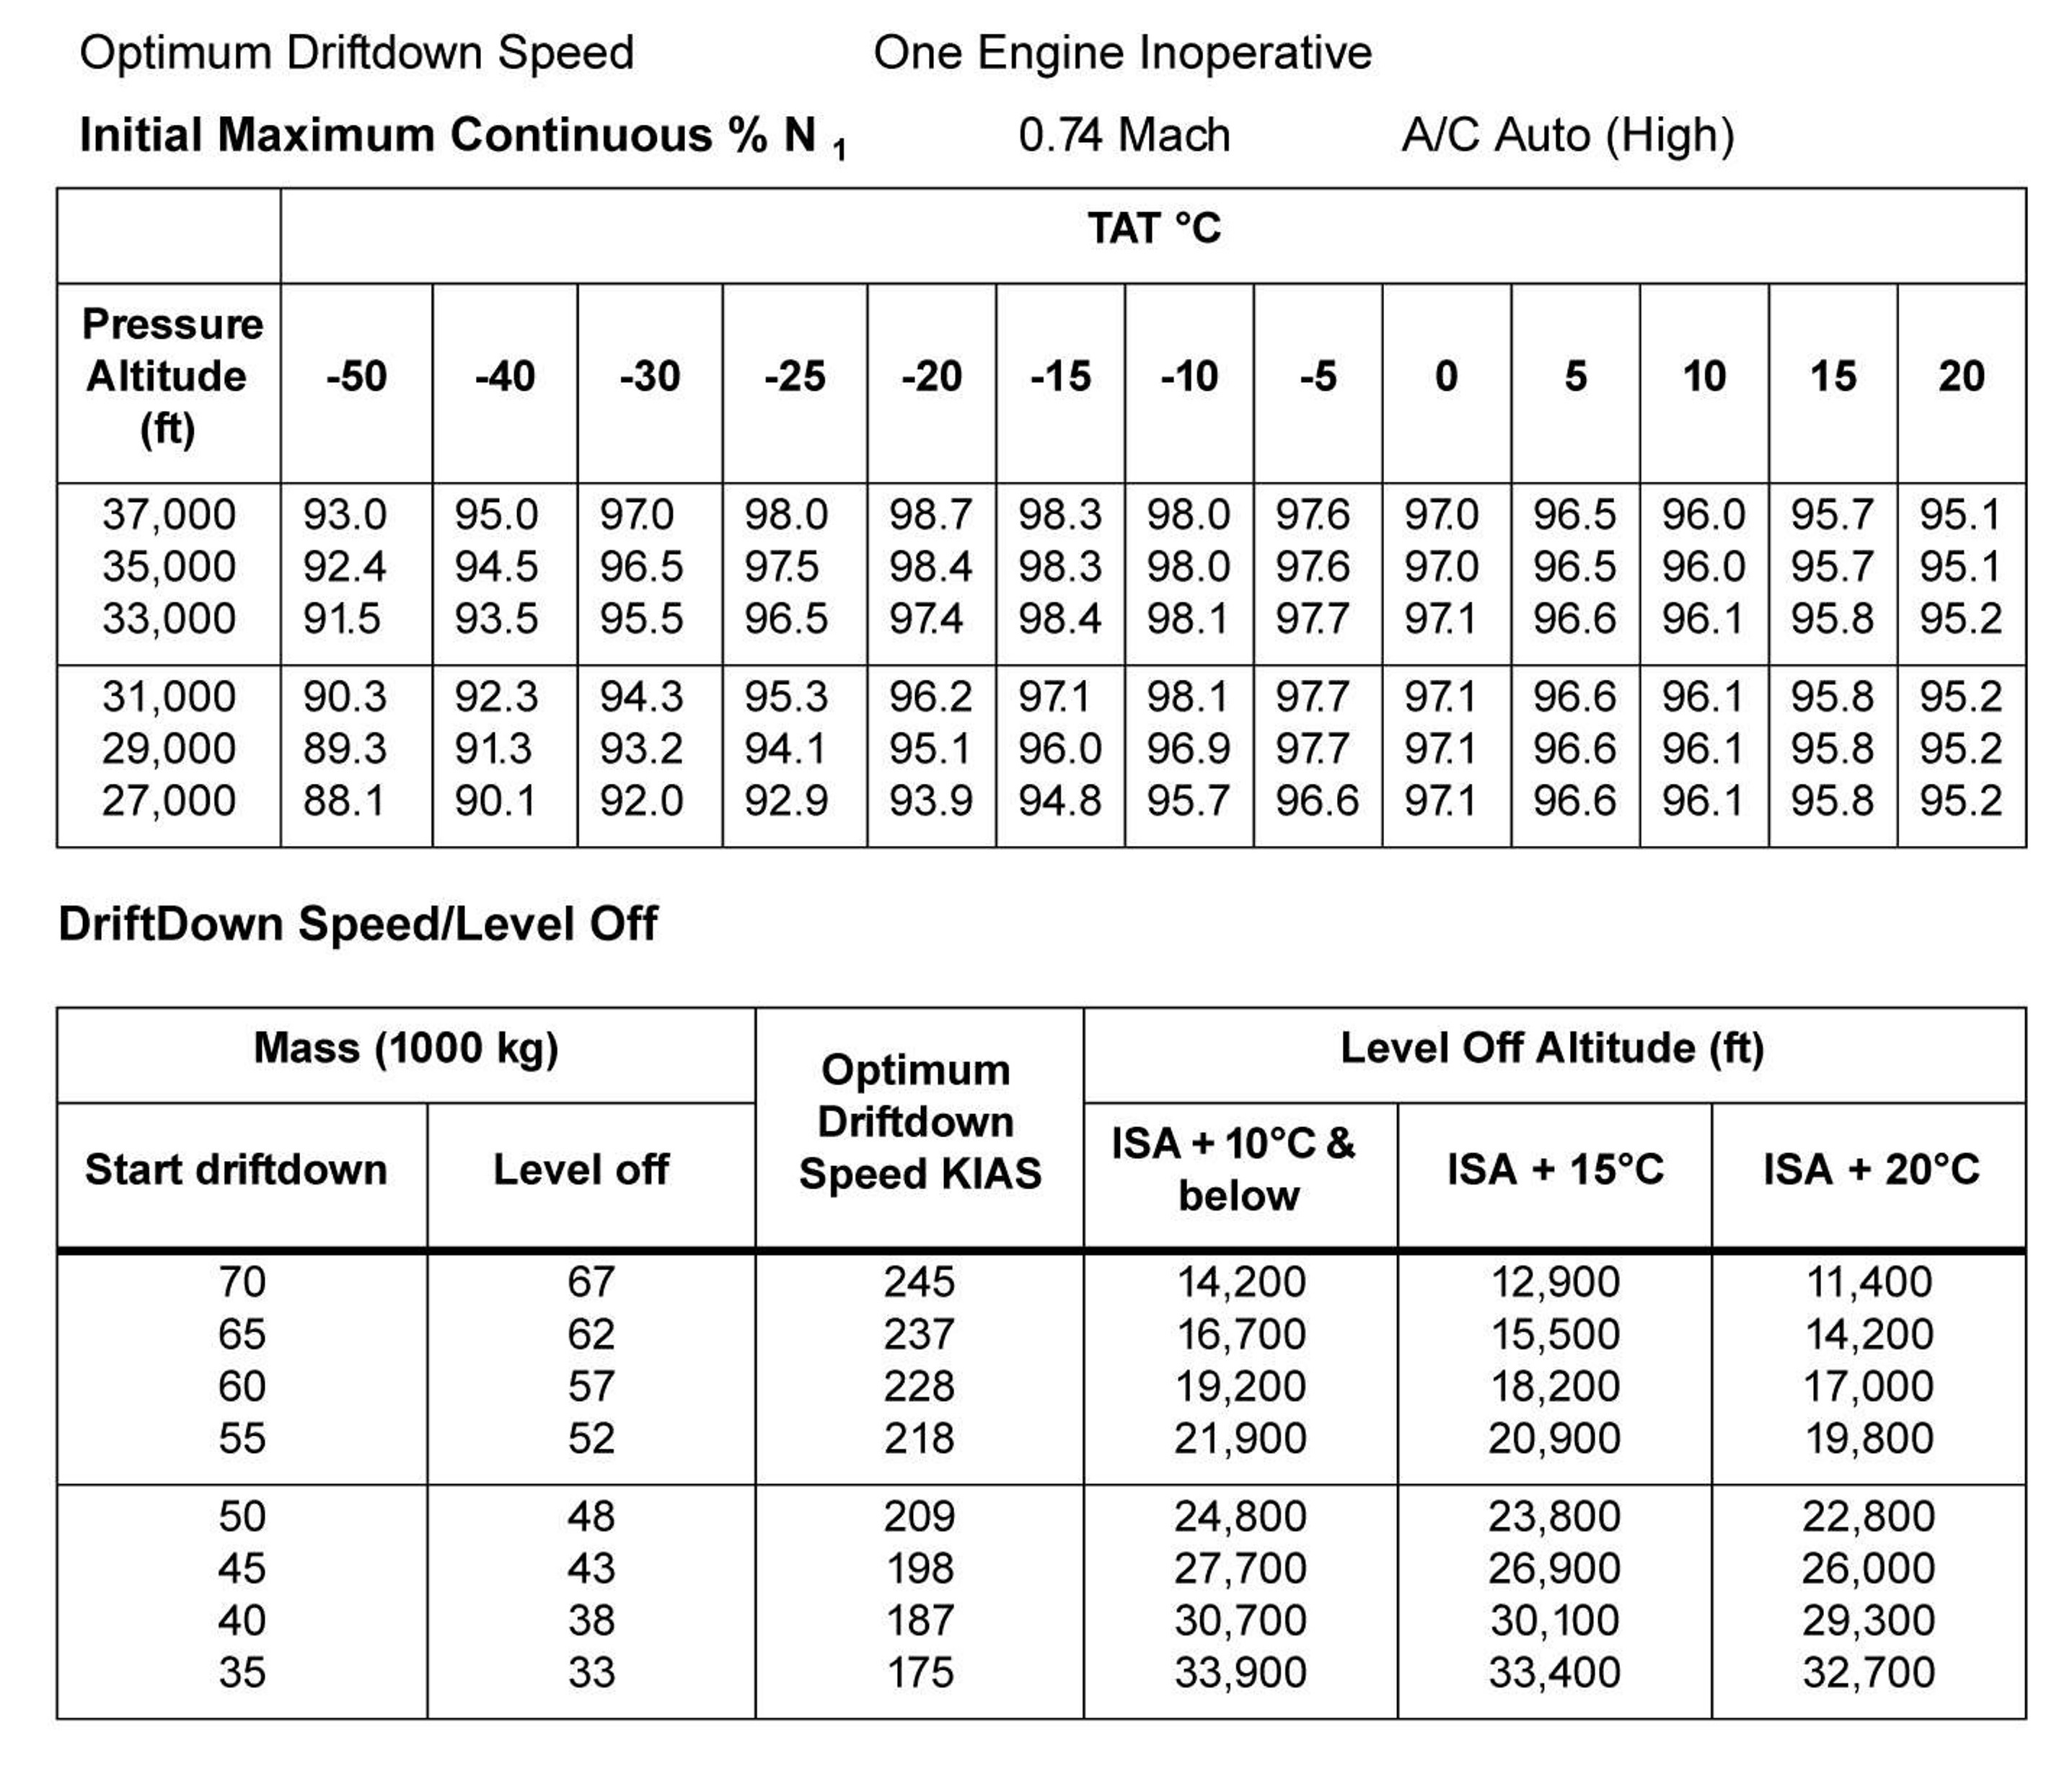 Optimum Driftdown Speed One Engine Inoperative
Initial Maximum Continuous % N 1 0.74 Mach A/C Auto (High)
TAT °C
Pressure Altitude (ft) -50 -40 -30 -25 -20 -15 -10 -5 0 5 10 15 20
37,000 93.0 95.0 97.0 98.0 98.7 98.3 98.0 97.6 97.0 96.5 96.0 95.7 95.1
35,000 92.4 94.5 96.5 97.5 98.4 98.3 98.0 97.6 97.0 96.5 96.0 95.7 95.1
33,000 91.5 93.5 95.5 96.5 97.4 98.4 98.1 97.7 97.1 96.6 96.1 95.8 95.2
31,000 90.3 92.3 94.3 95.3 96.2 97.1 98.1 97.7 97.1 96.6 96.1 95.8 95.2
29,000 89.3 91.3 93.2 94.1 95.1 96.0 96.9 97.7 97.1 96.6 96.1 95.8 95.2
27,000 88.1 90.1 92.0 92.9 93.9 94.8 95.7 96.6 97.1 96.6 96.1 95.8 95.2
DriftDown Speed/Level Off
Mass (1000 kg) Optimum Driftdown Speed KIAS Level Off Altitude (ft)
Start driftdown Level off ISA + 10°C & below ISA + 15°C ISA + 20°C
70 67 245 14,200 12,900 11,400
65 62 237 16,700 15,500 14,200
60 57 228 19,200 18,200 17,000
55 52 218 21,900 20,900 19,800
50 48 209 24,800 23,800 22,800
45 43 198 27,700 26,900 26,000
40 38 187 30,700 30,100 29,300
35 33 175 33,900 33,400 32,700